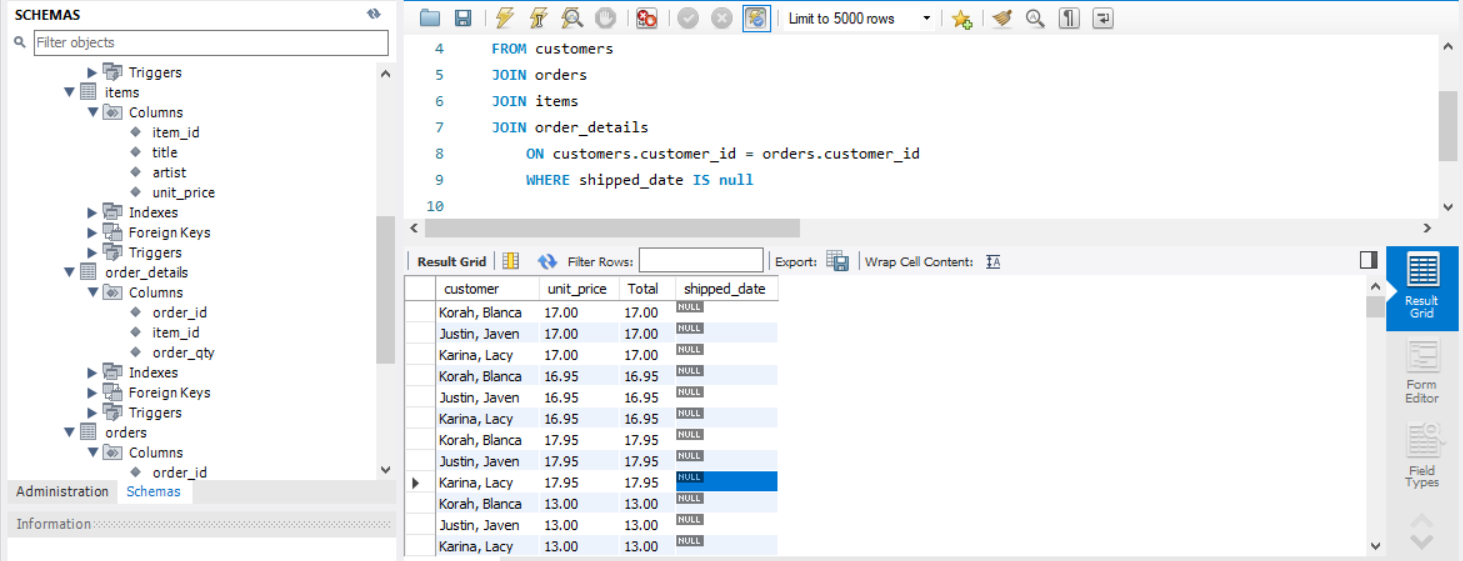 SCHEMAS
Filter objects
Triggers
items
Columns
item_id
title
artist
unit_price
Indexes
Foreign Keys
Triggers
order_details
Columns
order_id
item_id
order_qty
Indexes
Foreign Keys
Triggers
orders
Columns
order_id
Administration Schemas
Information
Limit to 5000 rows
4 FROM customers
5 JOIN orders
6 JOIN items
7 JOIN order_details
8 ON customers.customer_id = orders.customer_id
9 WHERE shipped_date IS null
10
Result Grid Filter Rows: Export: Wrap Cell Content: IA
customer unit_price Total shipped_date
Korah, Blanca 17.00 17.00 NULL
Justin, Javen 17.00 17.00 NULL
Karina, Lacy 17.00 17.00 NULL
Korah, Blanca 16.95 16.95 NULL
Justin, Javen 16.95 16.95 NULL
Karina, Lacy 16.95 16.95 NULL
Korah, Blanca 17.95 17.95 NULL
Justin, Javen 17.95 17.95 NULL
Karina, Lacy 17.95 17.95 NULL
Korah, Blanca 13.00 13.00 NULL
Justin, Javen 13.00 13.00 NULL
Karina, Lacy 13.00 13.00 NULL
Result
Grid
Form
Editor
Field
Types